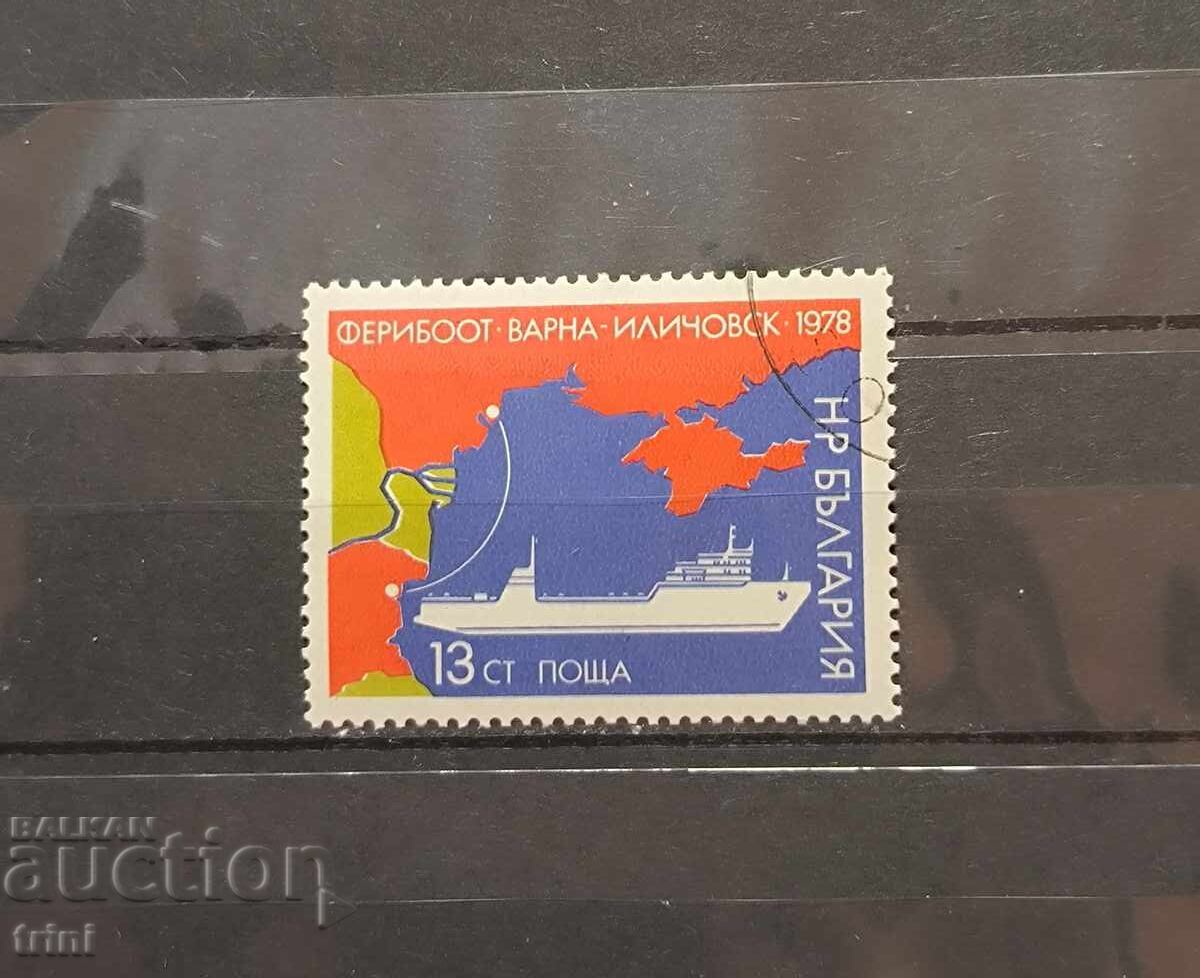 ФЕРИБООТ · ВАРНА - ИЛИЧОВСК · 1978
НР БЪЛГАРИЯ
13 СТ ПОЩА
BALKAN
auction
trini